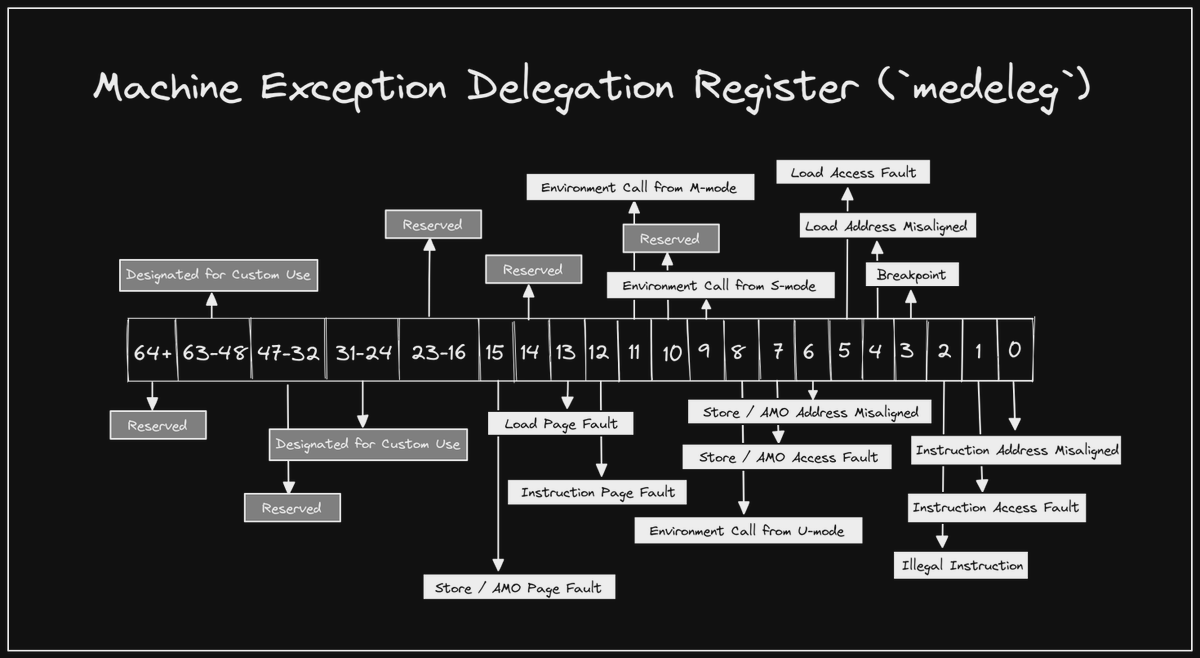 Machine Exception Delegation Register (`medeleg`)
Load Access Fault
Environment Call from M-mode
Reserved
Load Address Misaligned
Reserved
Designated for Custom Use
Reserved
Breakpoint
Environment Call from S-mode
64+ 63-48 47-32 31-24 23-16 15 14 13 12 11 10 9 8 7 6 5 4 3 2 1 0
Reserved
Load Page Fault
Store / AMO Address Misaligned
Designated for Custom Use
Instruction Address Misaligned
Store / AMO Access Fault
Instruction Page Fault
Reserved
Instruction Access Fault
Environment Call from U-mode
Illegal Instruction
Store / AMO Page Fault